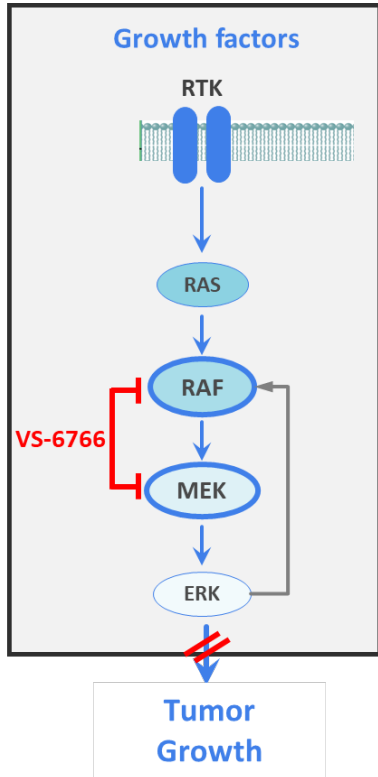 Growth factors
RTK
RAS
RAF
VS-6766
MEK
ERK
Tumor
Growth